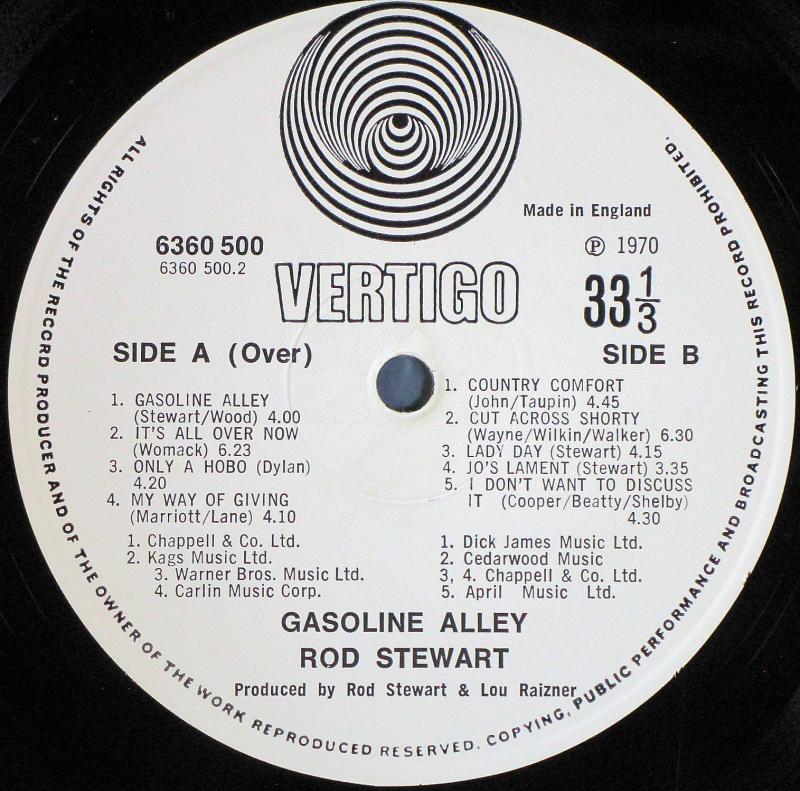 Made in England
6360 500
6360 500.2
Ⓟ 1970
VERTIGO
33 1/3
SIDE A (Over)
1. GASOLINE ALLEY
(Stewart/Wood) 4.00
2. IT'S ALL OVER NOW
(Womack) 6.23
3. ONLY A HOBO (Dylan)
4.20
4. MY WAY OF GIVING
(Marriott/Lane) 4.10
1. Chappell & Co. Ltd.
2. Kags Music Ltd.
3. Warner Bros. Music Ltd.
4. Carlin Music Corp.
SIDE B
1. COUNTRY COMFORT
(John/Taupin) 4.45
2. CUT ACROSS SHORTY
(Wayne/Wilkin/Walker) 6.30
3. LADY DAY (Stewart) 4.15
4. JO'S LAMENT (Stewart) 3.35
5. I DON'T WANT TO DISCUSS
IT (Cooper/Beatty/Shelby)
4.30
1. Dick James Music Ltd.
2. Cedarwood Music
3, 4. Chappell & Co. Ltd.
5. April Music Ltd.
GASOLINE ALLEY
ROD STEWART
Produced by Rod Stewart & Lou Raizner
ALL RIGHTS OF THE RECORD PRODUCER AND OF THE OWNER OF THE WORK REPRODUCED RESERVED. COPYING, PUBLIC PERFORMANCE AND BROADCASTING THIS RECORD PROHIBITED.